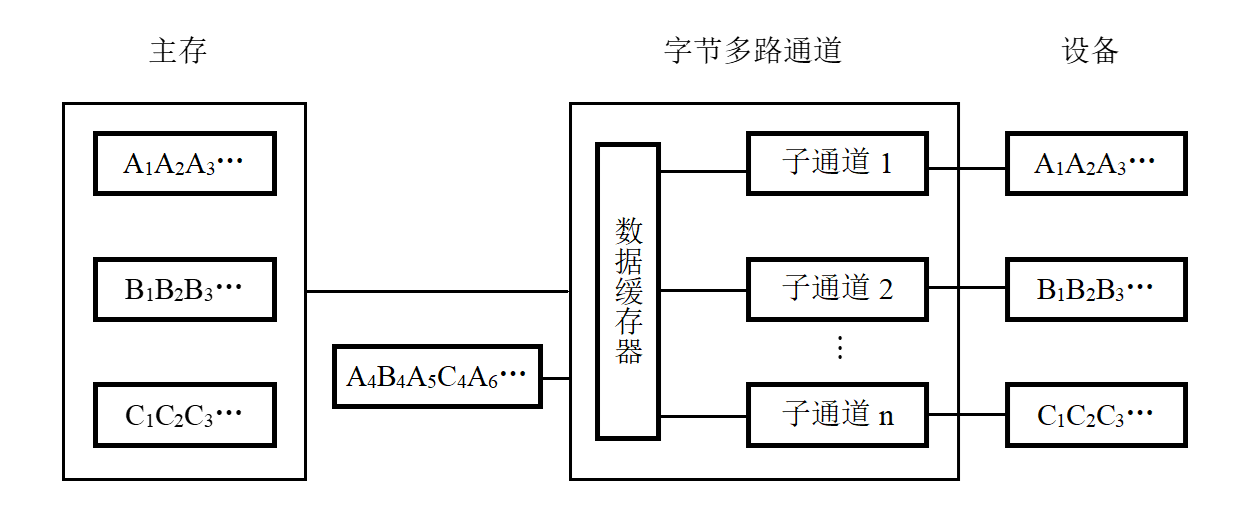 主存 字节多路通道 设备
A₁A₂A₃⋯ 子通道 1 A₁A₂A₃⋯
数据缓存器
B₁B₂B₃⋯ 子通道 2 B₁B₂B₃⋯
⋮
A₄B₄A₅C₄A₆⋯
C₁C₂C₃⋯ 子通道 n C₁C₂C₃⋯